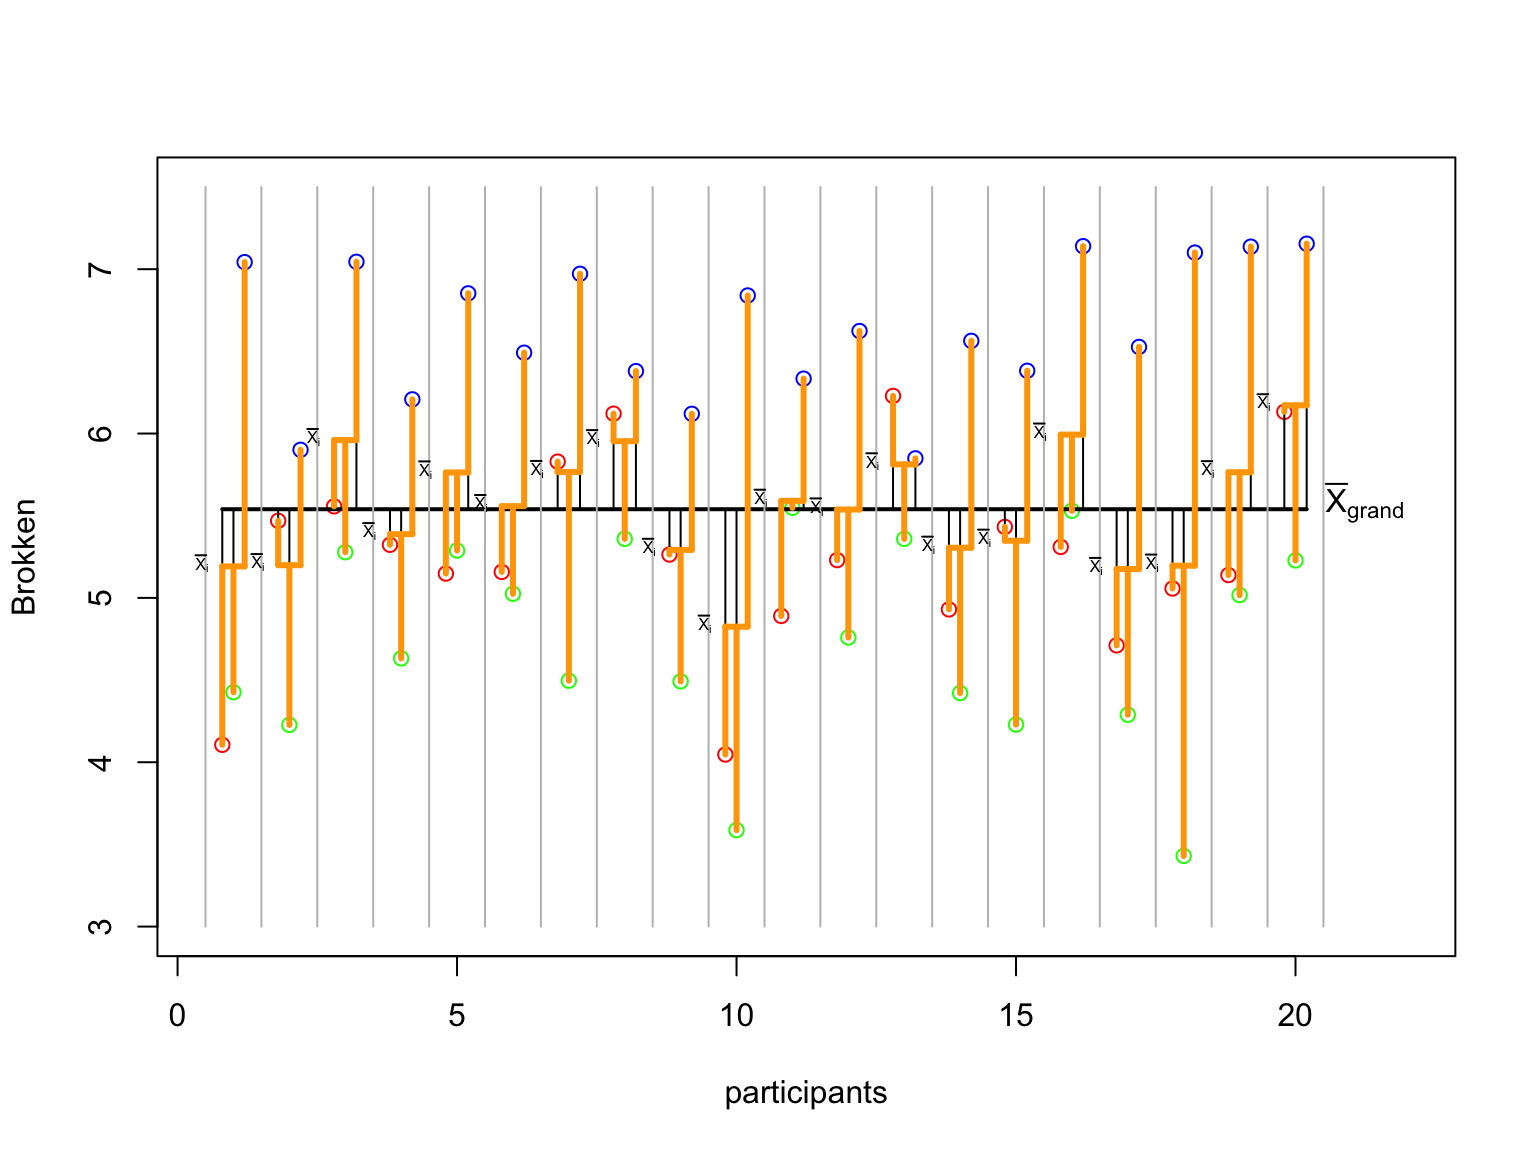 Brokken
7
6
5
4
3
X̄ᵢ X̄ᵢ X̄ᵢ X̄ᵢ X̄ᵢ X̄ᵢ X̄ᵢ X̄ᵢ X̄ᵢ X̄ᵢ X̄ᵢ X̄ᵢ X̄ᵢ X̄ᵢ X̄ᵢ X̄ᵢ X̄ᵢ X̄ᵢ X̄ᵢ X̄ᵢ
X̄grand
0 5 10 15 20
participants